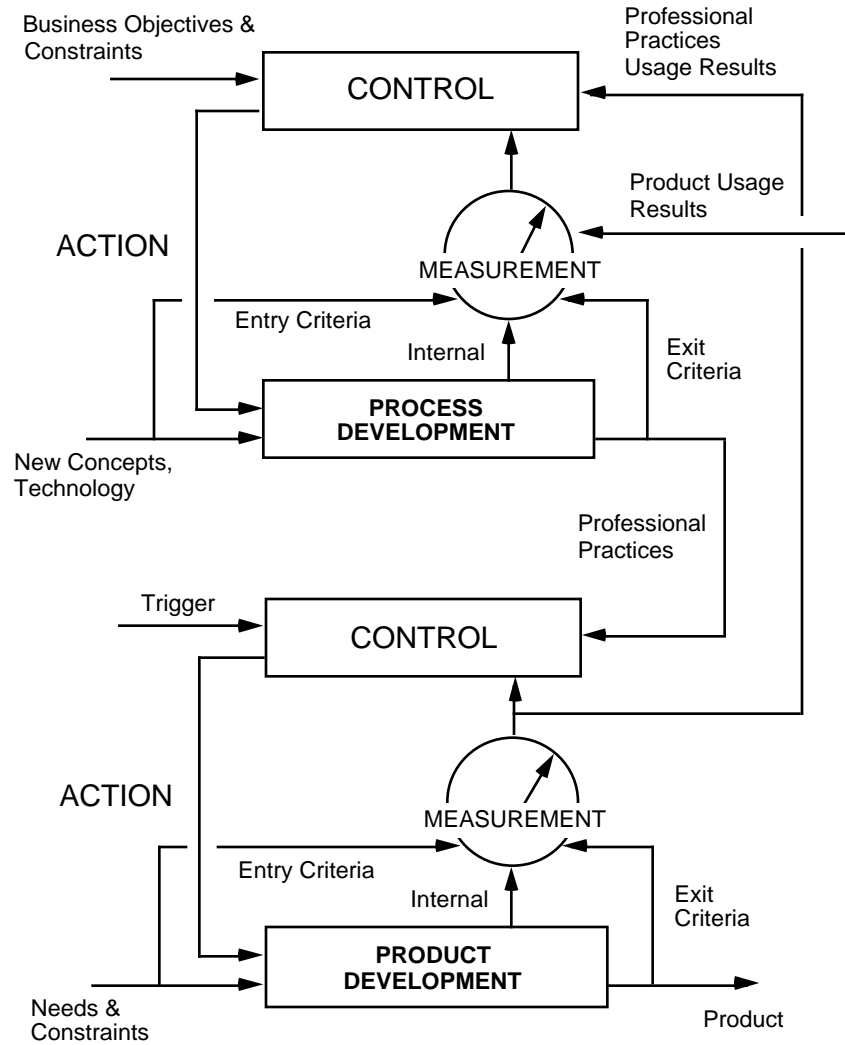 Business Objectives &
Constraints
Professional
Practices
Usage Results
CONTROL
Product Usage
Results
ACTION
MEASUREMENT
Entry Criteria
Internal
Exit
Criteria
PROCESS
DEVELOPMENT
New Concepts,
Technology
Professional
Practices
Trigger
CONTROL
ACTION
MEASUREMENT
Entry Criteria
Internal
Exit
Criteria
PRODUCT
DEVELOPMENT
Needs &
Constraints
Product